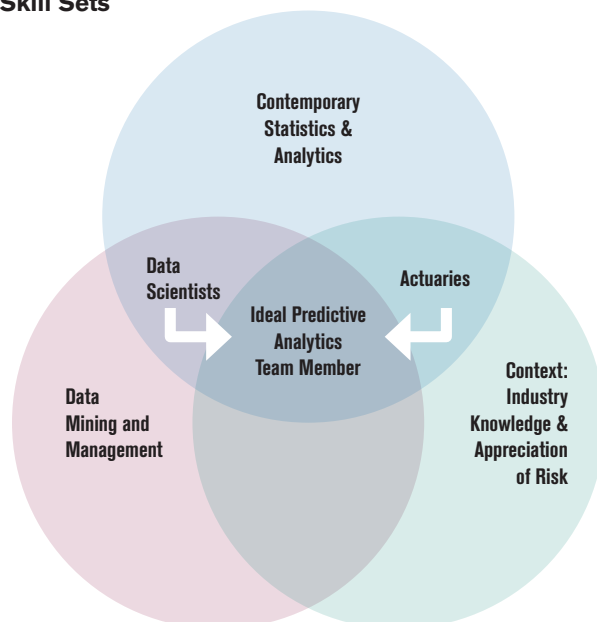 Skill Sets
Contemporary
Statistics &
Analytics
Data
Scientists
Actuaries
Ideal Predictive
Analytics
Team Member
Data
Mining and
Management
Context:
Industry
Knowledge &
Appreciation
of Risk